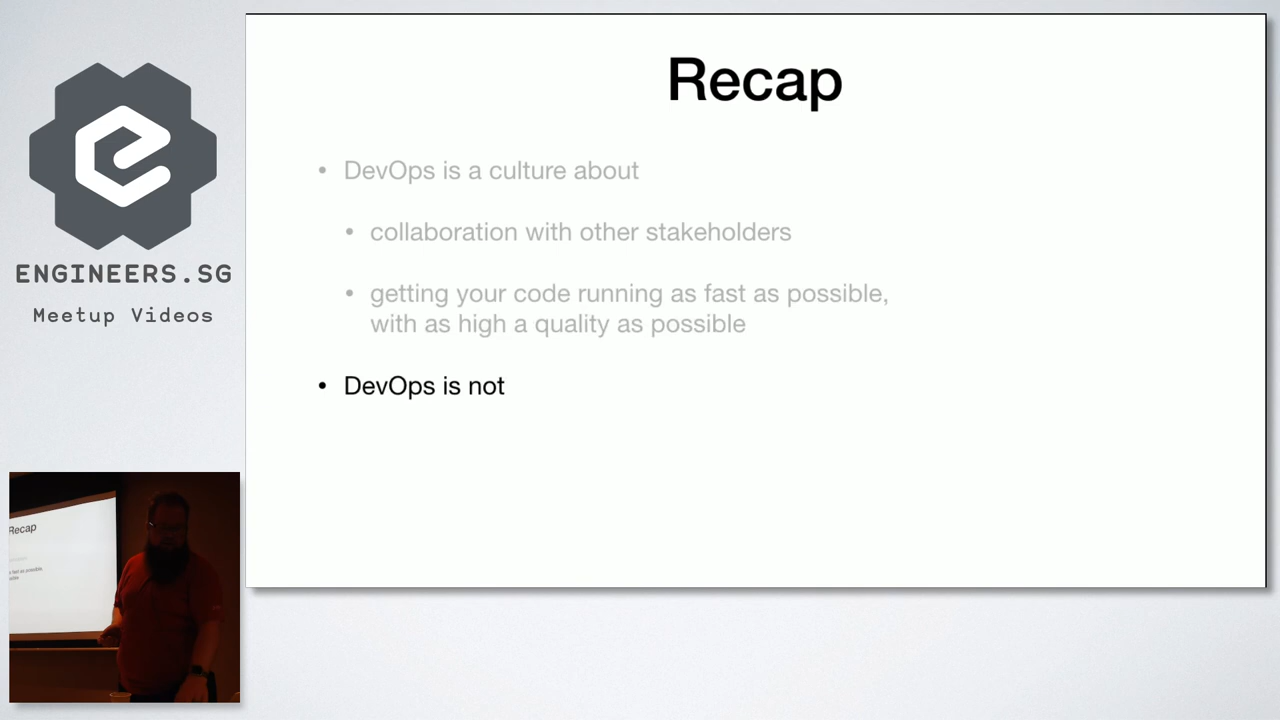 Recap
• DevOps is a culture about
• collaboration with other stakeholders
• getting your code running as fast as possible,
with as high a quality as possible
• DevOps is not
ENGINEERS.SG
Meetup Videos
Recap